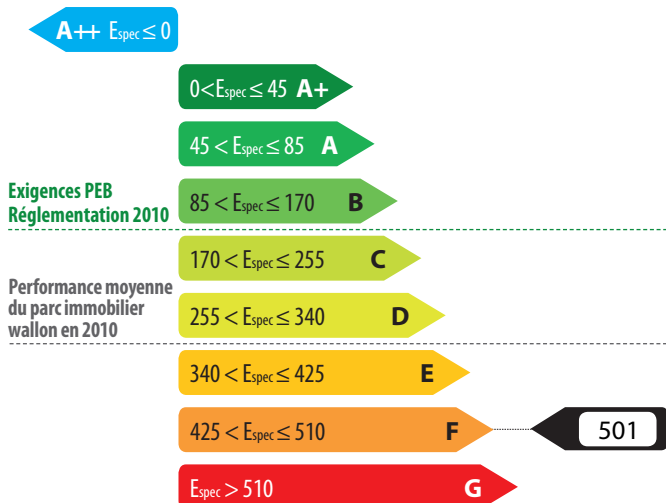 A++ Espec ≤ 0
0 < Espec ≤ 45 A+
45 < Espec ≤ 85 A
Exigences PEB
Réglementation 2010
85 < Espec ≤ 170 B
170 < Espec ≤ 255 C
Performance moyenne
du parc immobilier
wallon en 2010
255 < Espec ≤ 340 D
340 < Espec ≤ 425 E
425 < Espec ≤ 510 F 501
Espec > 510 G